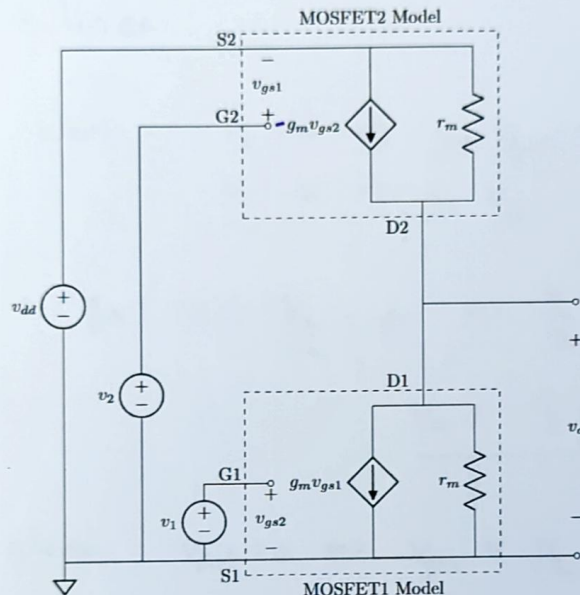 MOSFET2 Model
S2
−
v_gs1
+
G2
-g_m v_gs2
r_m
D2
+
v_dd
−
+
D1
+
v_2
−
G1
g_m v_gs1
r_m
+
v_1
−
+
v_gs2
−
−
S1
MOSFET1 Model